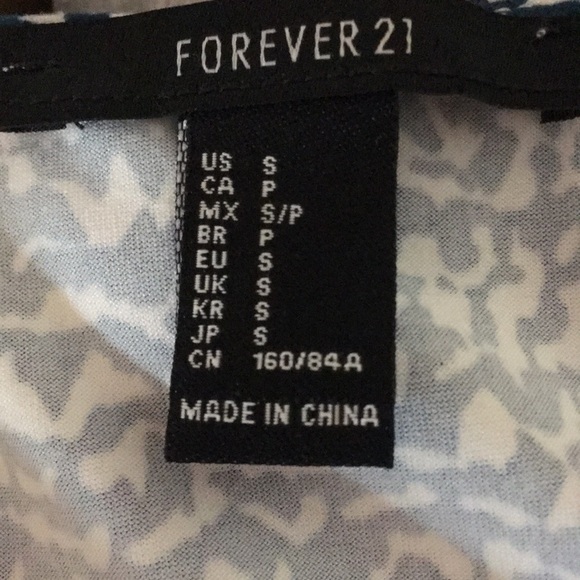 FOREVER 21
US S
CA P
MX S/P
BR P
EU S
UK S
KR S
JP S
CN 160/84A
MADE IN CHINA